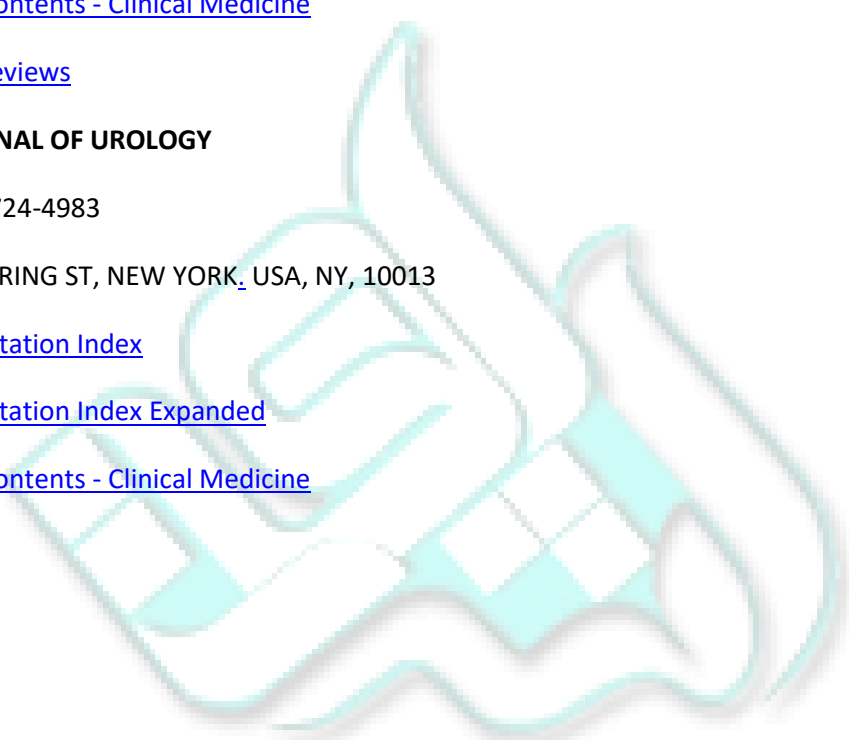 ontents - Clinical Medicine
eviews
NAL OF UROLOGY
724-4983
RING ST, NEW YORK. USA, NY, 10013
tation Index
tation Index Expanded
ontents - Clinical Medicine